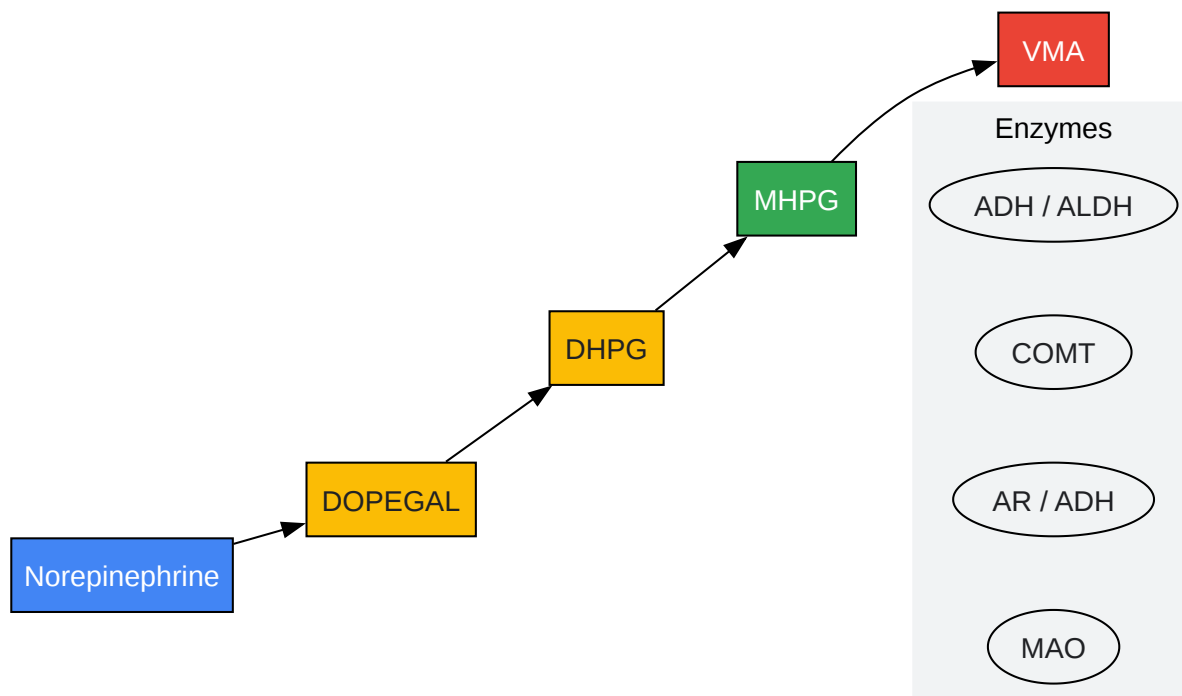 VMA
Enzymes
MHPG
ADH / ALDH
DHPG
COMT
DOPEGAL
AR / ADH
Norepinephrine
MAO